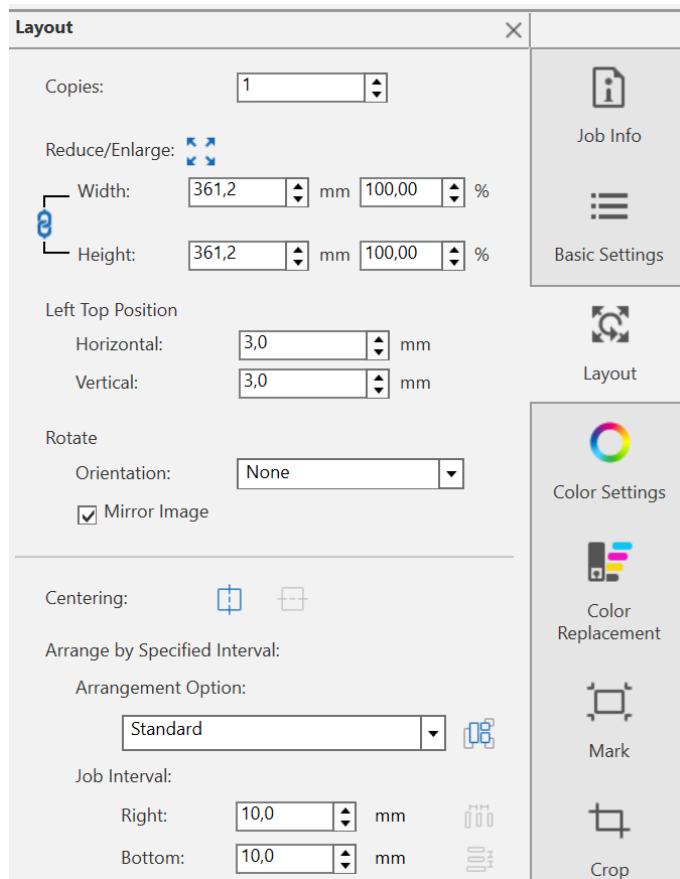 Layout
Copies: 1
Reduce/Enlarge:
Width: 361,2 mm 100,00 %
Height: 361,2 mm 100,00 %
Left Top Position
Horizontal: 3,0 mm
Vertical: 3,0 mm
Rotate
Orientation: None
Mirror Image
Centering:
Arrange by Specified Interval:
Arrangement Option:
Standard
Job Interval:
Right: 10,0 mm
Bottom: 10,0 mm
Job Info
Basic Settings
Layout
Color Settings
Color
Replacement
Mark
Crop